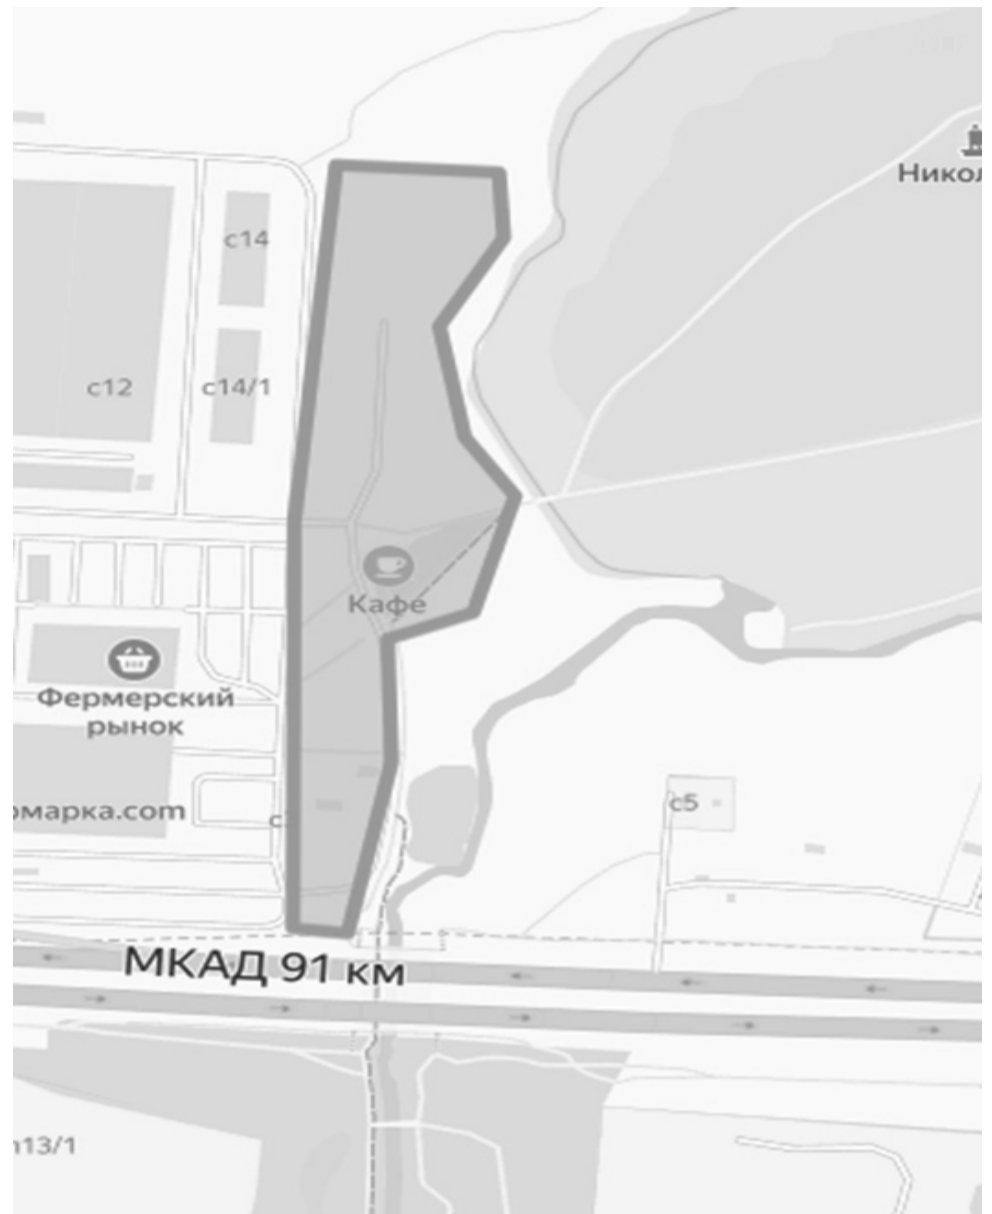 Никол
с14
с12
с14/1
Кафе
Фермерский
рынок
омарка.com
с5
МКАД 91 км
п13/1